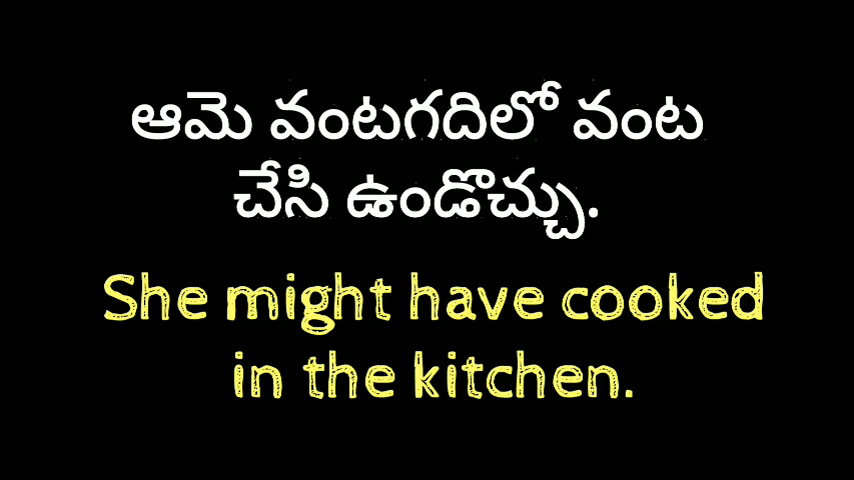 ఆమె వంటగదిలో వంట
చేసి ఉండొచ్చు.
She might have cooked
in the kitchen.